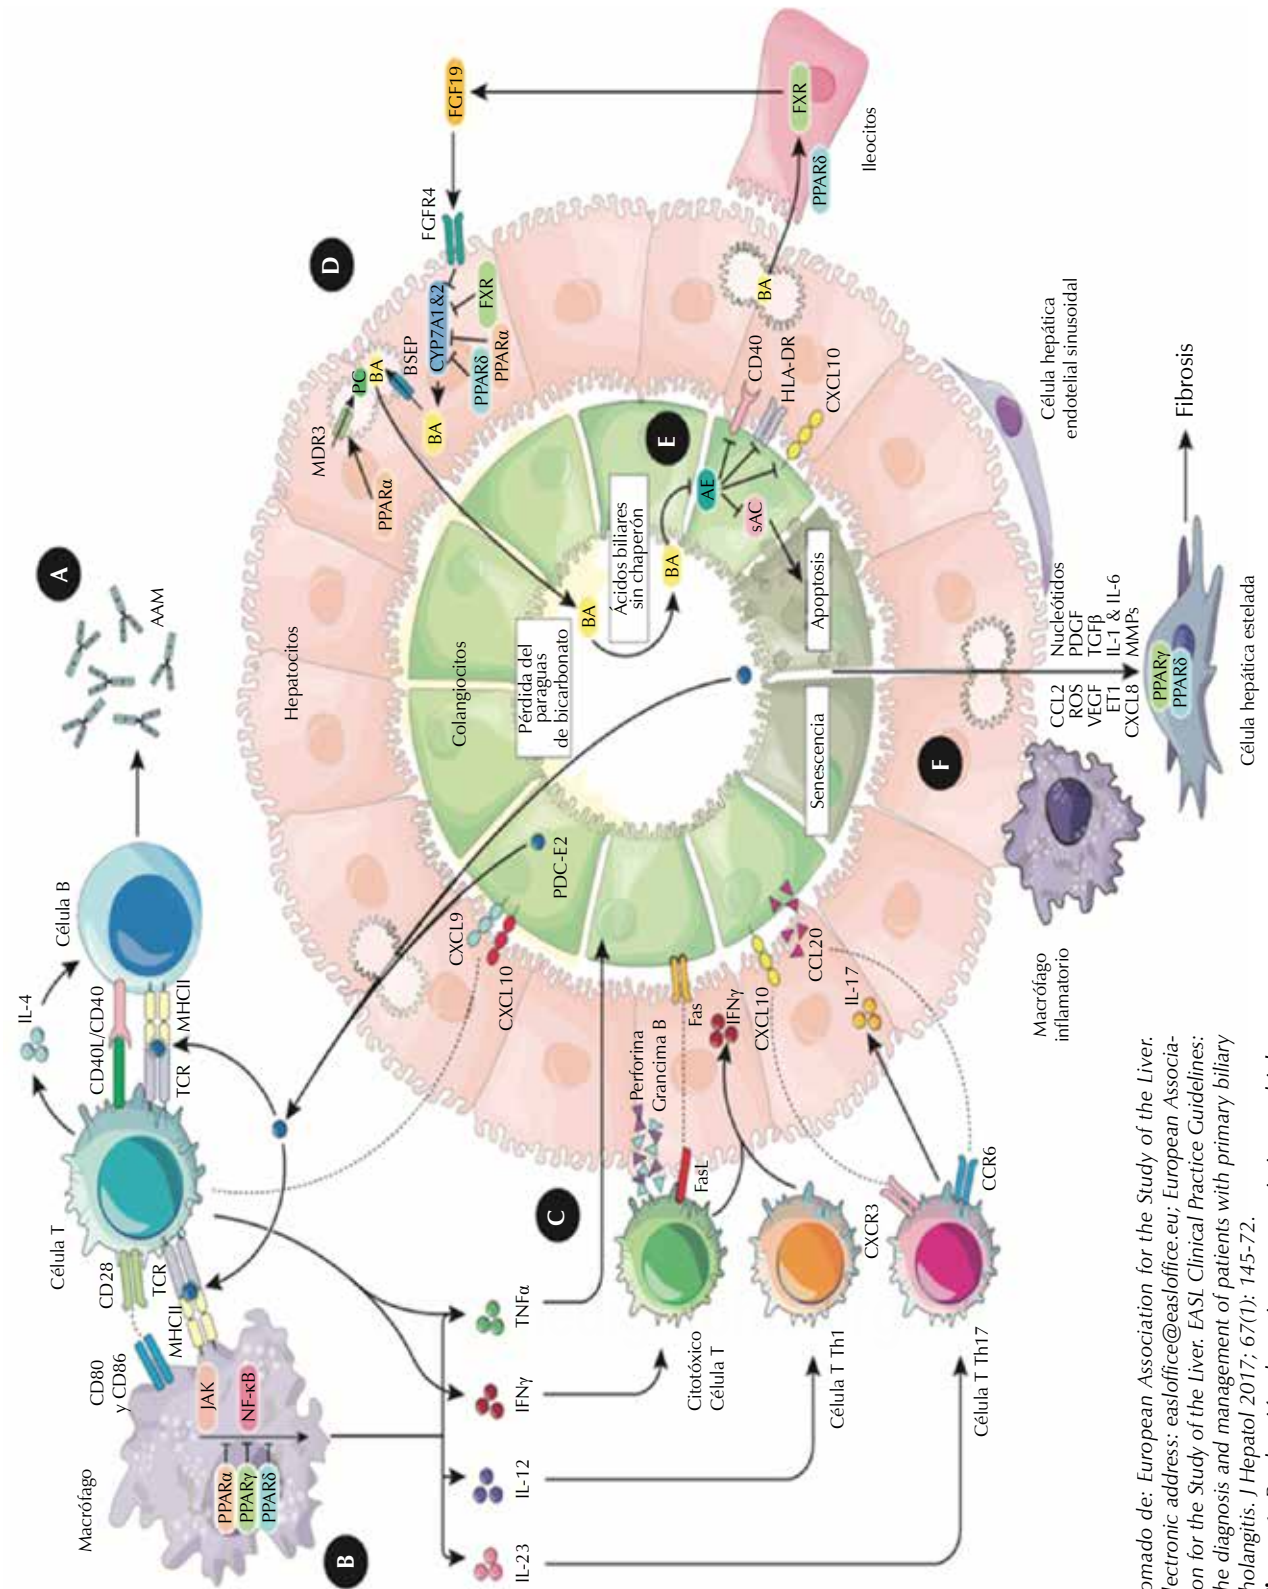 A
AAM
Célula B
IL-4
CD40L/CD40
MHCII
TCR
Célula T
CD28
TCR
MHCII
CD80
y CD86
JAK
NF-κB
PPARα
PPARγ
PPARδ
Macrófago
B
IL-23
IL-12
IFNγ
TNFα
C
Citotóxico
Célula T
Célula T Th1
Célula T Th17
FasL
Perforina
Grancima B
Fas
IFNγ
CXCL10
CCL20
IL-17
CXCR3
CCR6
CXCL9
CXCL10
PDC-E2
Hepatocitos
Colangiocitos
Pérdida del
paraguas
de bicarbonato
Ácidos biliares
sin chaperón
BA
BA
Senescencia
Apoptosis
D
MDR3
PPARα
PC
BA
BSEP
BA
CYP7A1&2
PPARδ
PPARα
FXR
FGFR4
FGF19
FXR
PPARδ
Ileocitos
BA
E
AE
sAC
CD40
HLA-DR
CXCL10
F
Macrófago
inflamatorio
CCL2
ROS
VEGF
ET1
CXCL8
Nucleótidos
PDGF
TGFβ
IL-1 & IL-6
MMPs
PPARγ
PPARδ
Célula hepática estelada
Célula hepática
endotelial sinusoidal
Fibrosis
omado de: European Association for the Study of the Liver.
lectronic address: easloffice@easloffice.eu; European Associa-
on for the Study of the Liver. EASL Clinical Practice Guidelines:
he diagnosis and management of patients with primary biliary
holangitis. J Hepatol 2017; 67(1): 145-72.